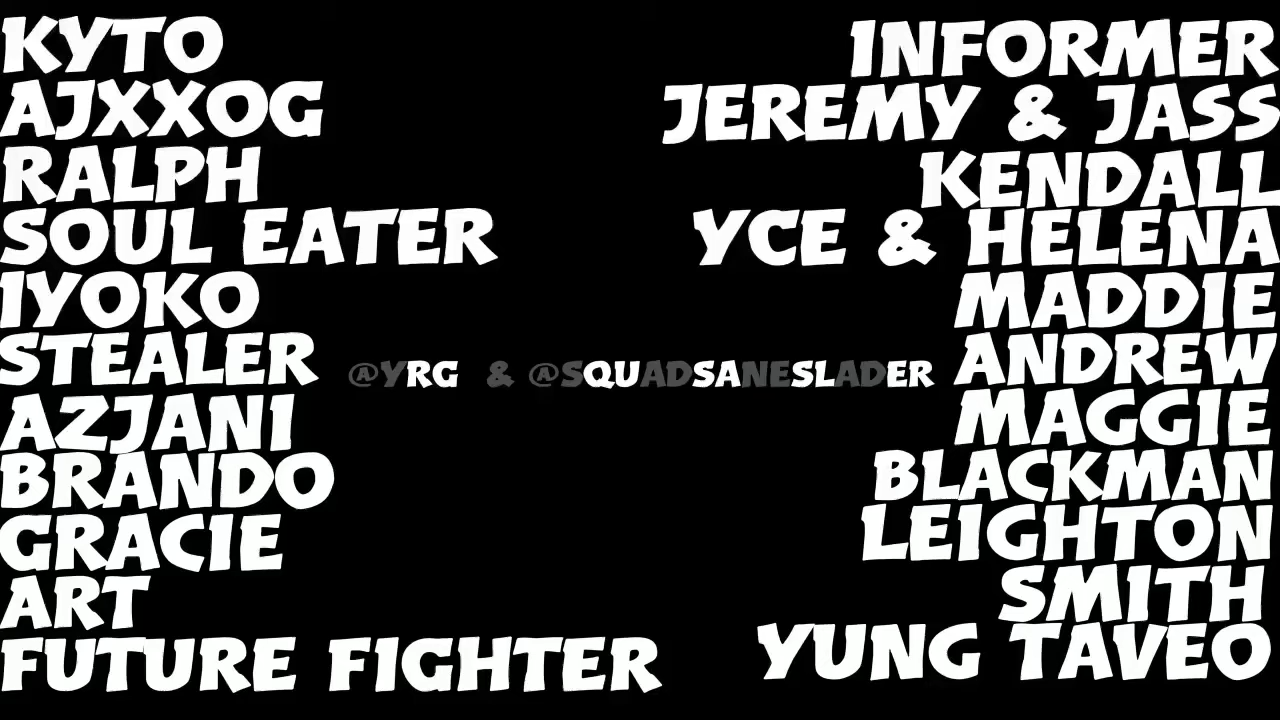 KYTO
AJXXOG
RALPH
SOUL EATER
IYOKO
STEALER
AZJANI
BRANDO
GRACIE
ART
FUTURE FIGHTER
@YRG & @SQUADSANESLADER
INFORMER
JEREMY & JASS
KENDALL
YCE & HELENA
MADDIE
ANDREW
MAGGIE
BLACKMAN
LEIGHTON
SMITH
YUNG TAVEO